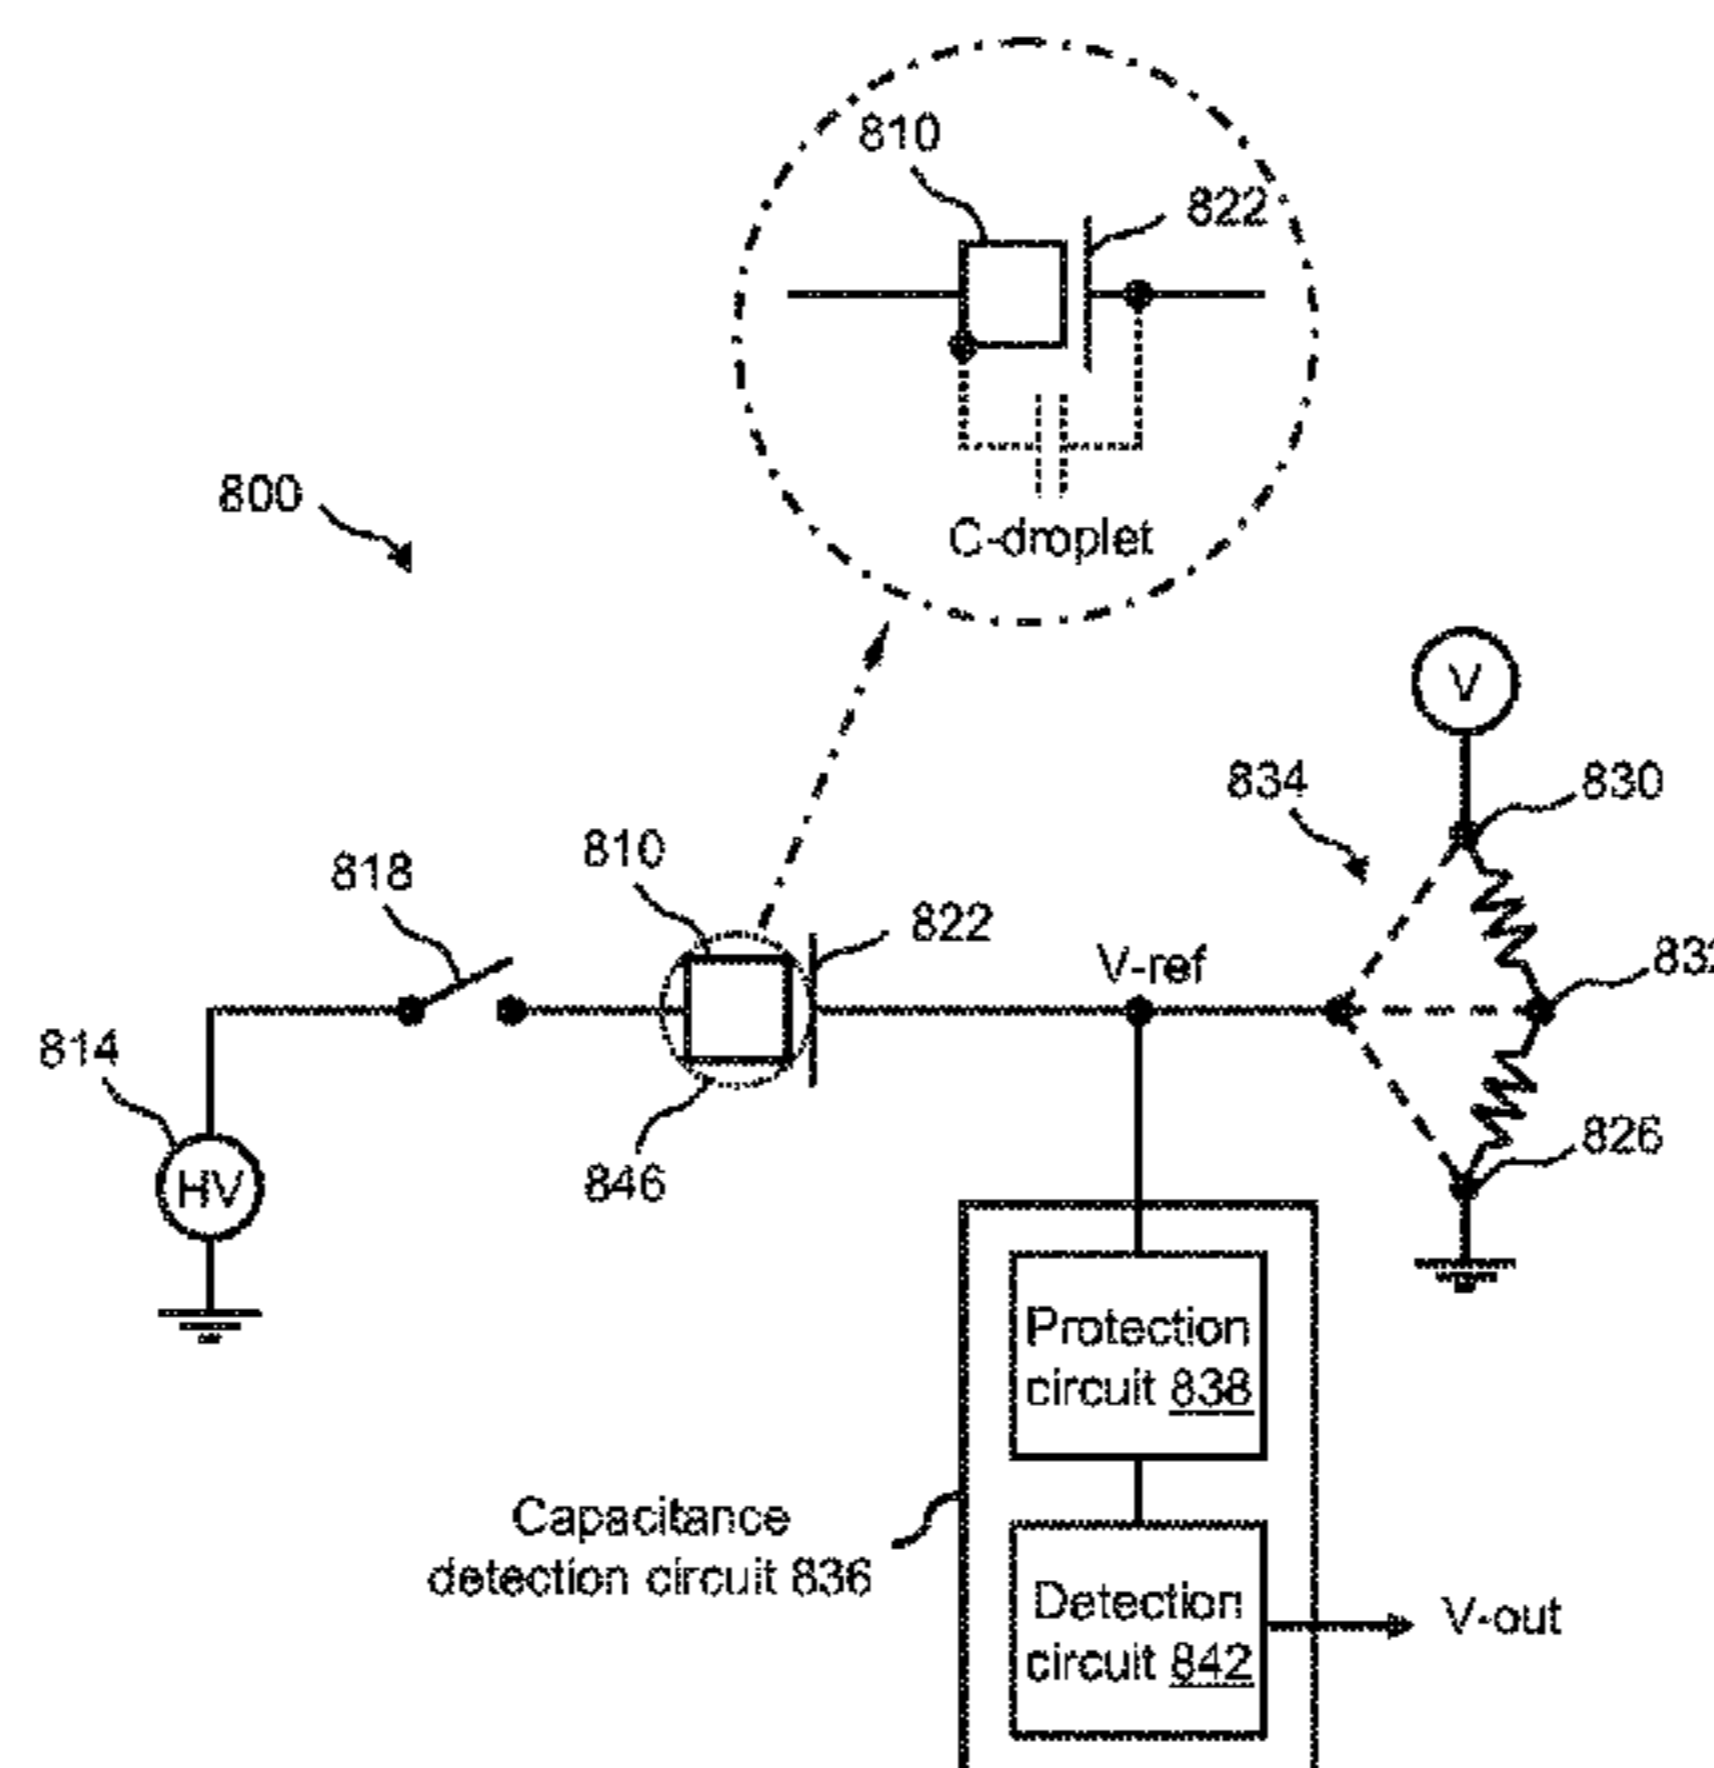 810
822
C-droplet
800
V
834
830
818
810
822
V-ref
832
814
HV
846
826
Protection
circuit 838
Capacitance
detection circuit 836
Detection
circuit 842
V-out